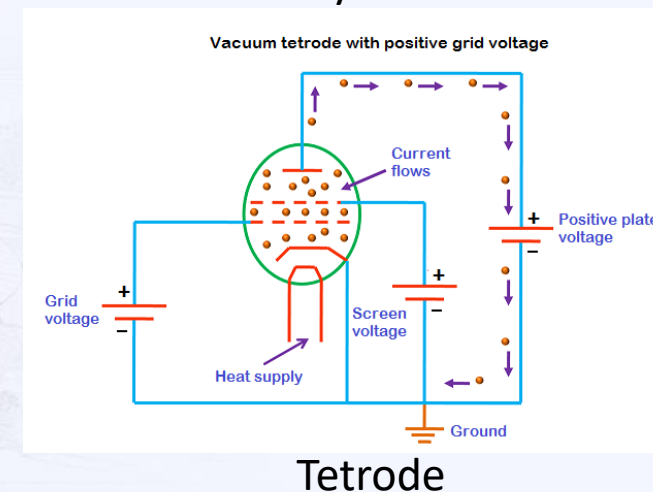 Vacuum tetrode with positive grid voltage
Current
flows
+
Positive plate
voltage
−
+
Grid
voltage
−
+
Screen
voltage
−
Heat supply
Ground
Tetrode